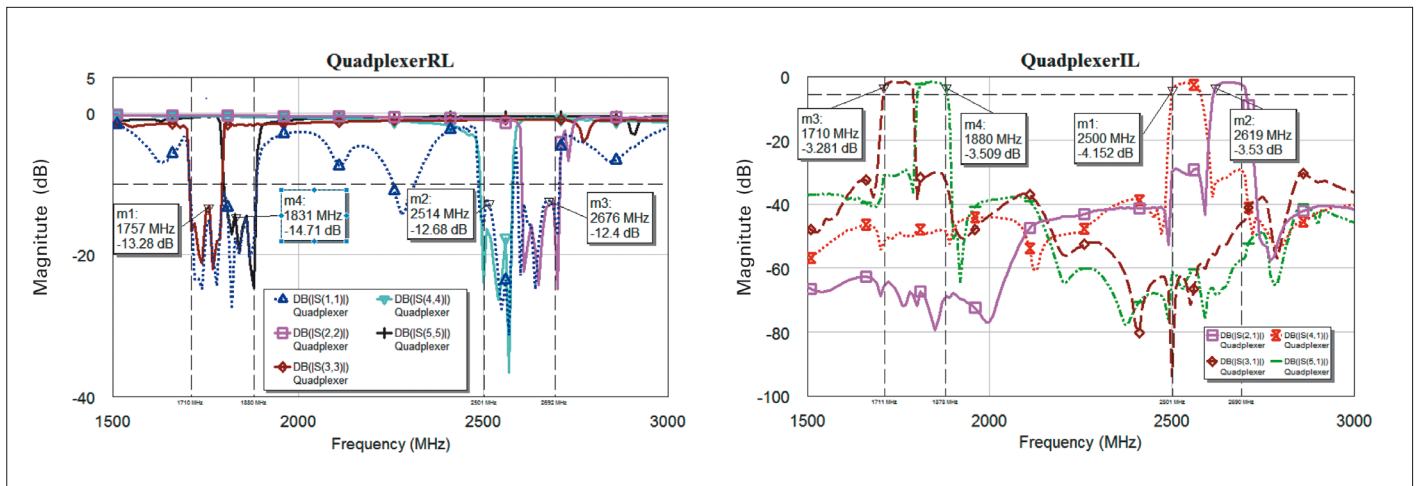 QuadplexerRL
5
0
-20
-40
Magnitute (dB)
m1:
1757 MHz
-13.28 dB
m4:
1831 MHz
-14.71 dB
m2:
2514 MHz
-12.68 dB
m3:
2676 MHz
-12.4 dB
DB(|S(1,1)|)
Quadplexer
DB(|S(4,4)|)
Quadplexer
DB(|S(2,2)|)
Quadplexer
DB(|S(5,5)|)
Quadplexer
DB(|S(3,3)|)
Quadplexer
1710 MHz
1880 MHz
2501 MHz
1500
2000
2500
3000
Frequency (MHz)
QuadplexerIL
0
-20
-40
-60
-80
-100
Magnitute (dB)
m3:
1710 MHz
-3.281 dB
m4:
1880 MHz
-3.509 dB
m1:
2500 MHz
-4.152 dB
m2:
2619 MHz
-3.53 dB
DB(|S(2,1)|)
Quadplexer
DB(|S(4,1)|)
Quadplexer
DB(|S(3,1)|)
Quadplexer
DB(|S(5,1)|)
Quadplexer
1711 MHz
2501 MHz
2690 MHz
1500
2000
2500
3000
Frequency (MHz)